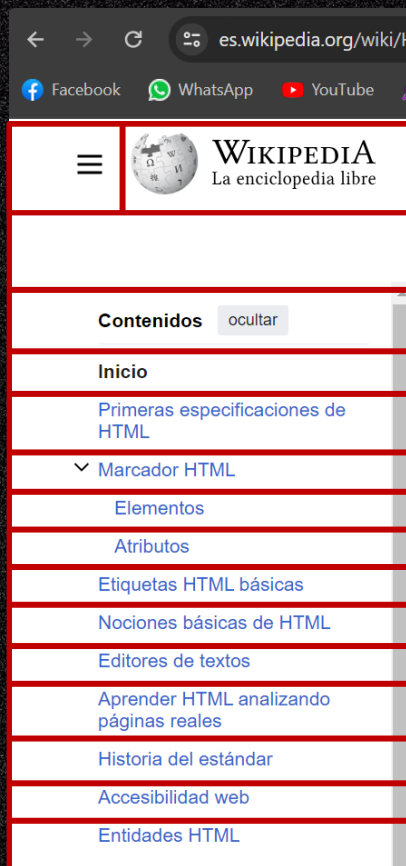 es.wikipedia.org/wiki/
Facebook WhatsApp YouTube
WIKIPEDIA
La enciclopedia libre
Contenidos ocultar
Inicio
Primeras especificaciones de
HTML
Marcador HTML
Elementos
Atributos
Etiquetas HTML básicas
Nociones básicas de HTML
Editores de textos
Aprender HTML analizando
páginas reales
Historia del estándar
Accesibilidad web
Entidades HTML